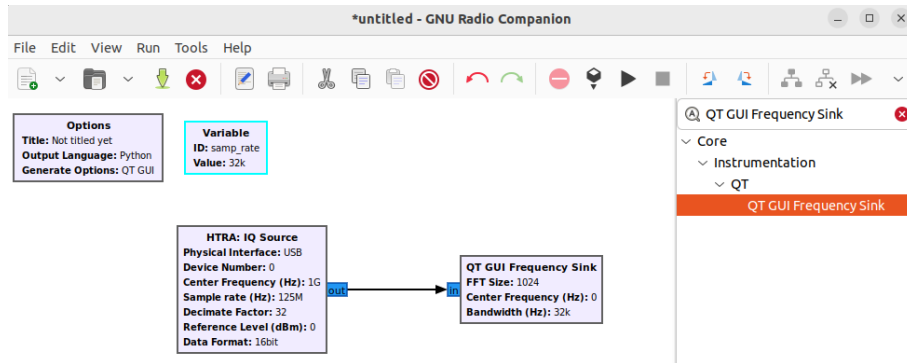 *untitled - GNU Radio Companion
File Edit View Run Tools Help
QT GUI Frequency Sink
Core
Instrumentation
QT
QT GUI Frequency Sink
Options
Title: Not titled yet
Output Language: Python
Generate Options: QT GUI
Variable
ID: samp_rate
Value: 32k
HTRA: IQ Source
Physical Interface: USB
Device Number: 0
Center Frequency (Hz): 1G
Sample rate (Hz): 125M
Decimate Factor: 32
Reference Level (dBm): 0
Data Format: 16bit
out
in
QT GUI Frequency Sink
FFT Size: 1024
Center Frequency (Hz): 0
Bandwidth (Hz): 32k